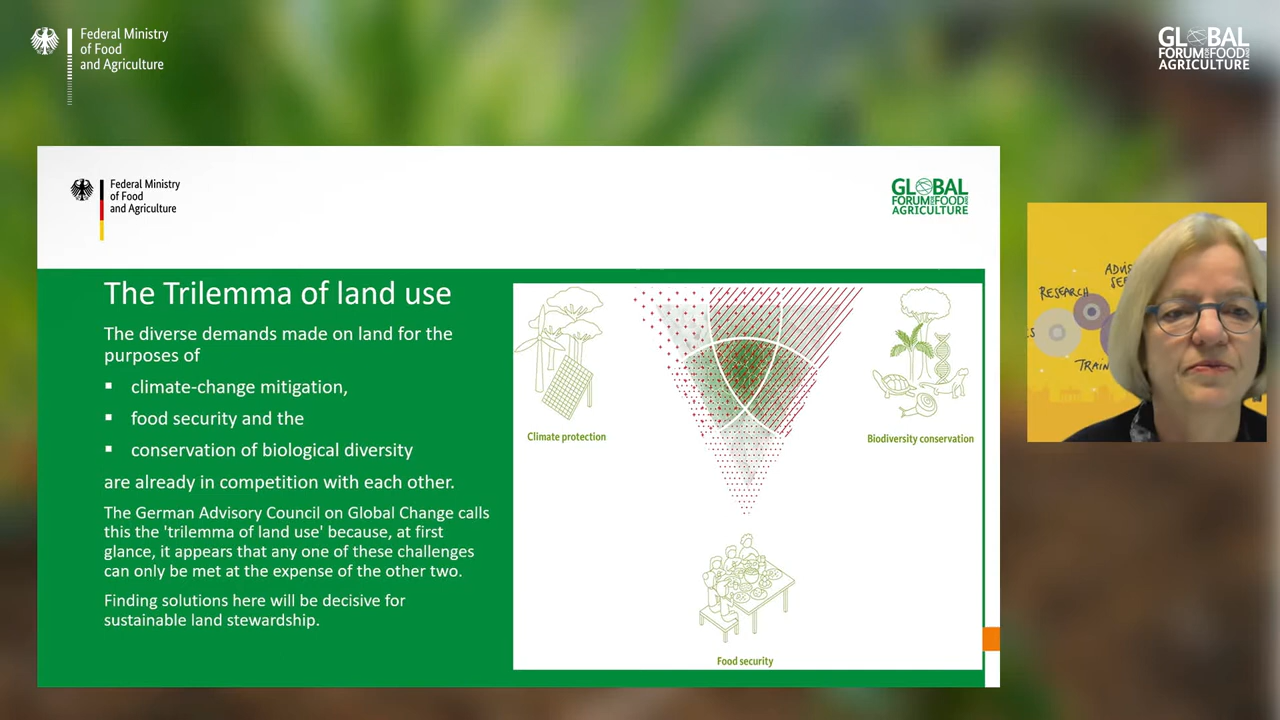 Federal Ministry
of Food
and Agriculture
GLOBAL
FORUM FOR FOOD AND
AGRICULTURE
Federal Ministry
of Food
and Agriculture
GLOBAL
FORUM FOR FOOD AND
AGRICULTURE
The Trilemma of land use
The diverse demands made on land for the
purposes of
climate-change mitigation,
food security and the
conservation of biological diversity
are already in competition with each other.
The German Advisory Council on Global Change calls
this the 'trilemma of land use' because, at first
glance, it appears that any one of these challenges
can only be met at the expense of the other two.
Finding solutions here will be decisive for
sustainable land stewardship.
Climate protection
Biodiversity conservation
Food security
RESEARCH